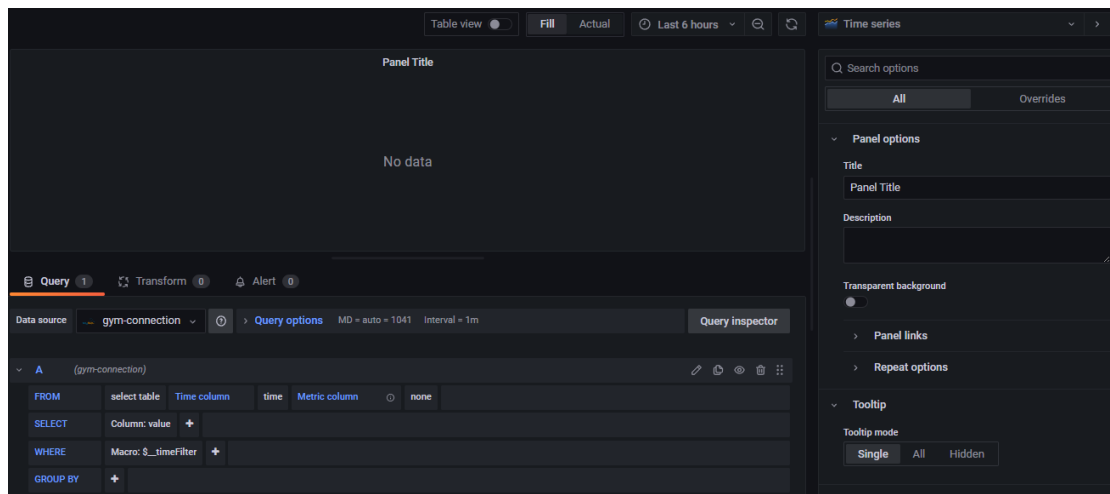 Table view Fill Actual Last 6 hours
Time series
Panel Title
No data
Search options
All Overrides
Panel options
Title
Panel Title
Description
Transparent background
Panel links
Repeat options
Tooltip
Tooltip mode
Single All Hidden
Query 1 Transform 0 Alert 0
Data source gym-connection Query options MD = auto = 1041 Interval = 1m Query inspector
A (gym-connection)
FROM select table Time column time Metric column none
SELECT Column: value +
WHERE Macro: $__timeFilter +
GROUP BY +